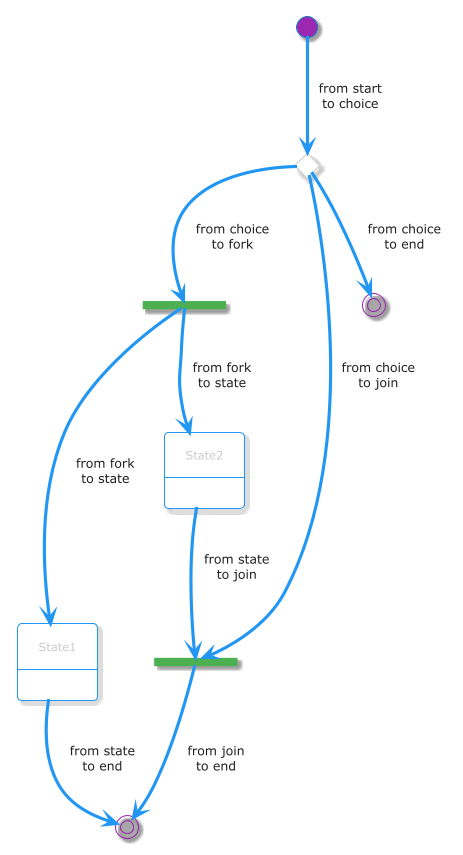 from start
to choice
from choice
to fork
from choice
to end
from fork
to state
from choice
to join
State2
from fork
to state
from state
to join
State1
from state
to end
from join
to end